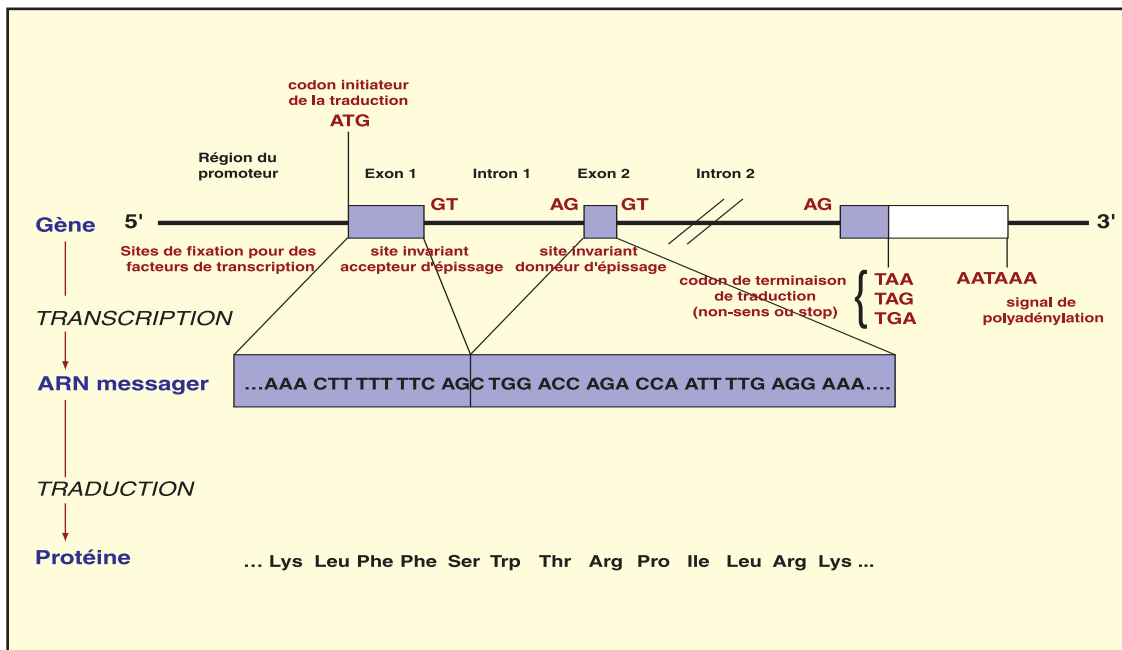 codon initiateur
de la traduction
ATG
Région du
promoteur
Exon 1
Intron 1
Exon 2
Intron 2
GT
AG
GT
AG
Gène
5'
3'
Sites de fixation pour des
facteurs de transcription
site invariant
accepteur d'épissage
site invariant
donneur d'épissage
codon de terminaison
de traduction
(non-sens ou stop)
{
TAA
TAG
TGA
AATAAA
signal de
polyadénylation
TRANSCRIPTION
ARN messager
...AAA CTT TTT TTC AGC TGG ACC AGA CCA ATT TTG AGG AAA....
TRADUCTION
Protéine
... Lys Leu Phe Phe Ser Trp Thr Arg Pro Ile Leu Arg Lys ...